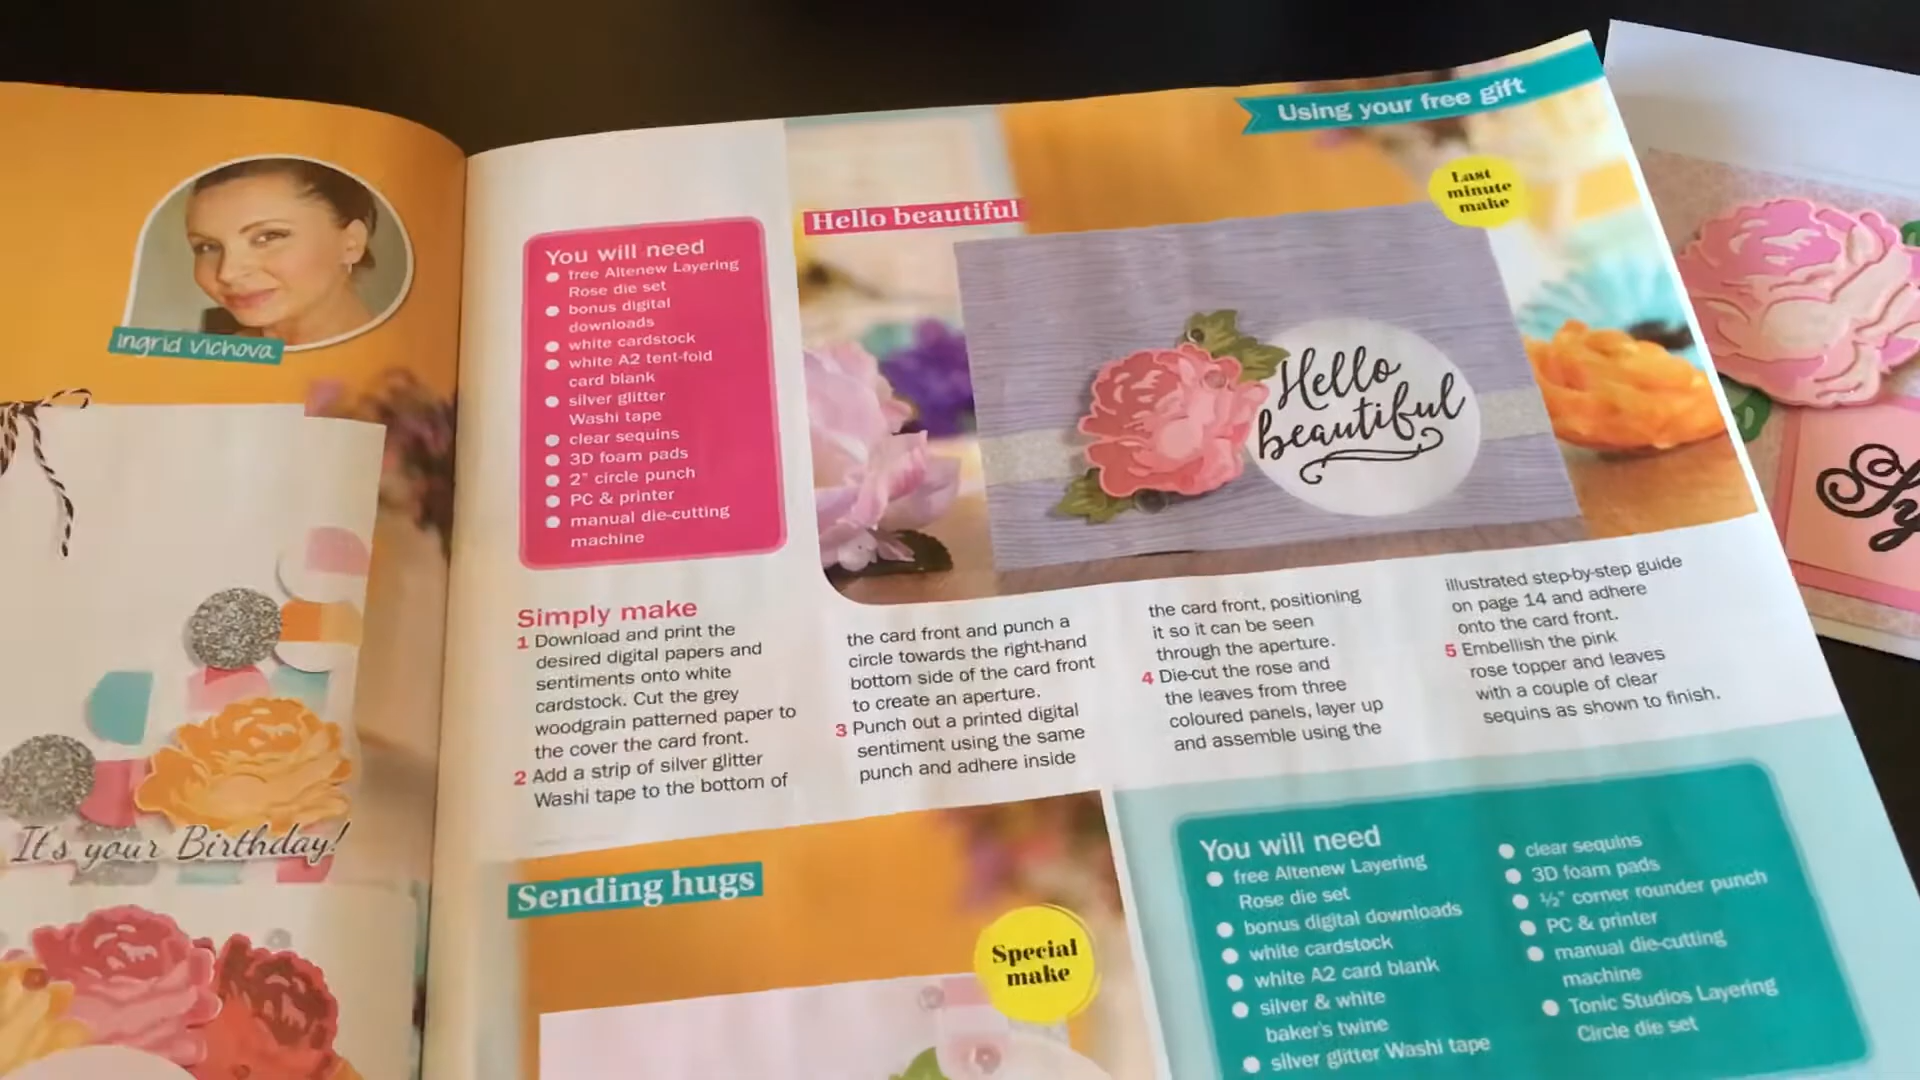 Ingrid Vichova
It's your Birthday!
Using your free gift
Last
minute
make
Hello beautiful
You will need
free Altenew Layering
Rose die set
bonus digital
downloads
white cardstock
white A2 tent-fold
card blank
silver glitter
Washi tape
clear sequins
3D foam pads
2" circle punch
PC & printer
manual die-cutting
machine
Hello
beautiful
Simply make
1 Download and print the
desired digital papers and
sentiments onto white
cardstock. Cut the grey
woodgrain patterned paper to
the cover the card front.
2 Add a strip of silver glitter
Washi tape to the bottom of
the card front and punch a
circle towards the right-hand
bottom side of the card front
to create an aperture.
3 Punch out a printed digital
sentiment using the same
punch and adhere inside
the card front, positioning
it so it can be seen
through the aperture.
4 Die-cut the rose and
the leaves from three
coloured panels, layer up
and assemble using the
illustrated step-by-step guide
on page 14 and adhere
onto the card front.
5 Embellish the pink
rose topper and leaves
with a couple of clear
sequins as shown to finish.
Sending hugs
Special
make
You will need
free Altenew Layering
Rose die set
bonus digital downloads
white cardstock
white A2 card blank
silver & white
baker's twine
silver glitter Washi tape
clear sequins
3D foam pads
½" corner rounder punch
PC & printer
manual die-cutting
machine
Tonic Studios Layering
Circle die set